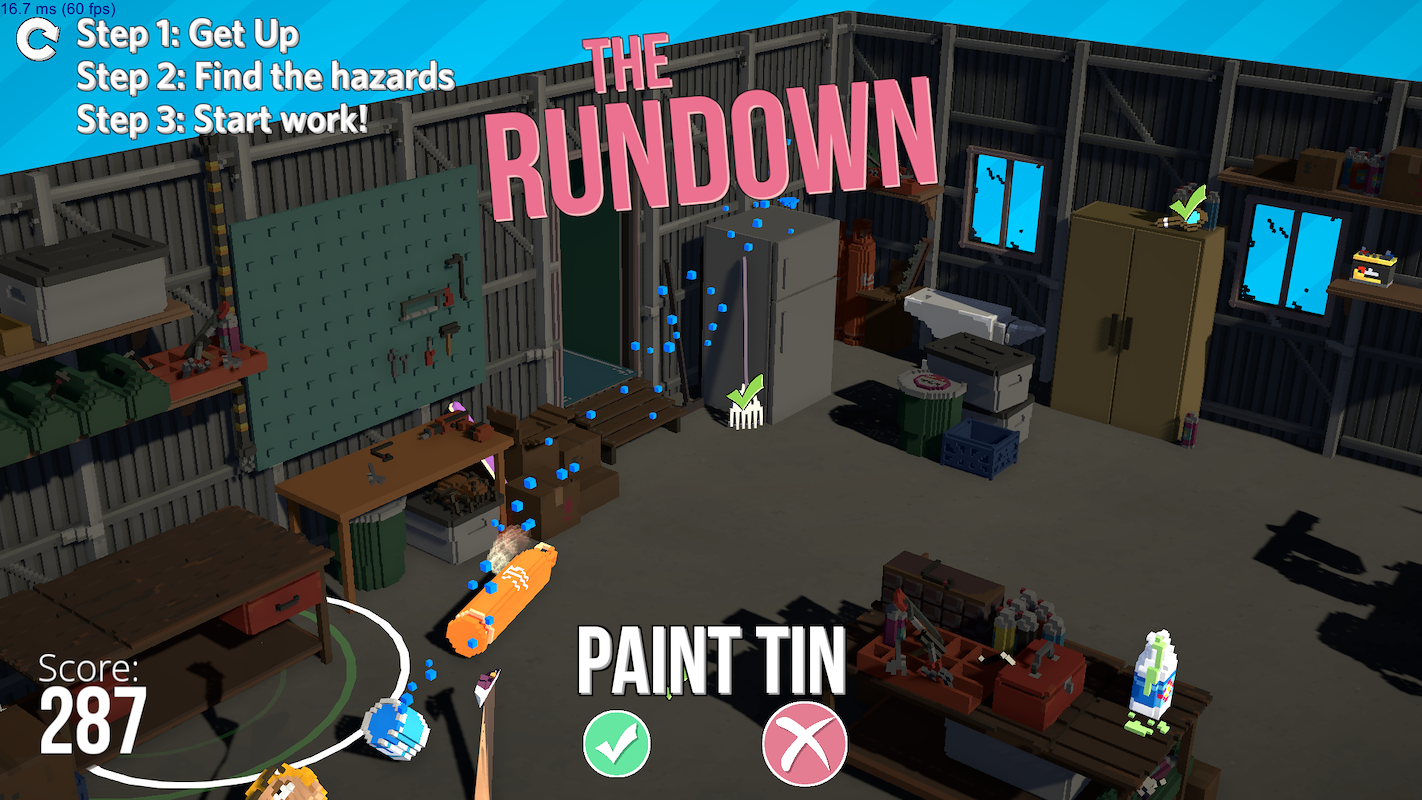 16.7 ms (60 fps)
Step 1: Get Up
Step 2: Find the hazards
Step 3: Start work!
THE
RUNDOWN
PAINT TIN
Score:
287